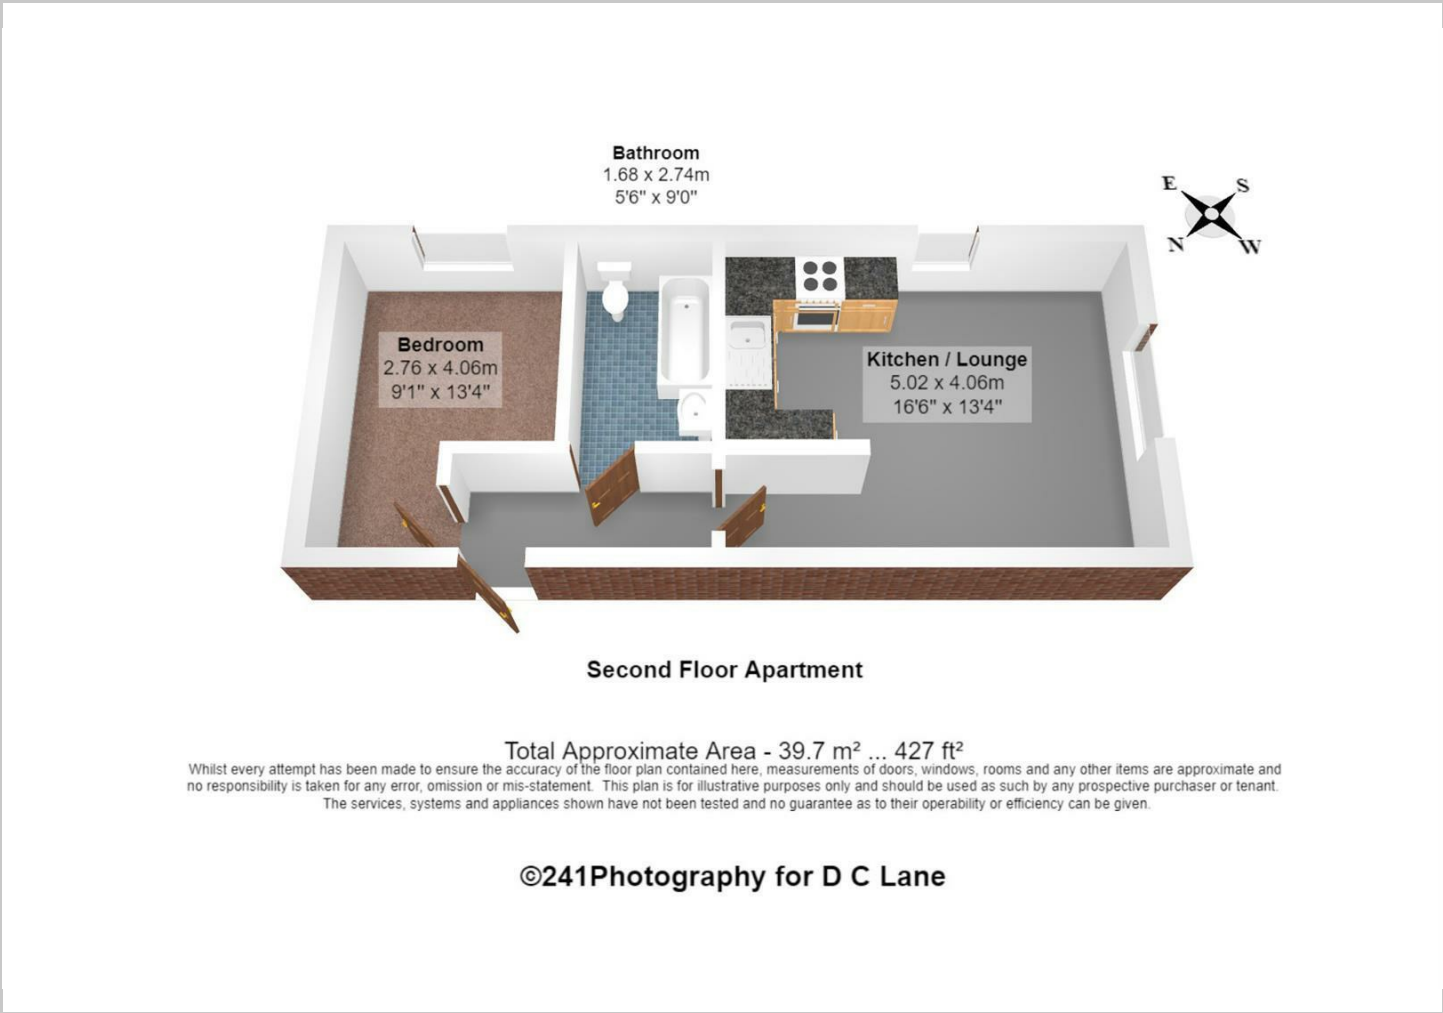 Bathroom
1.68 x 2.74m
5'6" x 9'0"
E S
N W
Bedroom
2.76 x 4.06m
9'1" x 13'4"
Kitchen / Lounge
5.02 x 4.06m
16'6" x 13'4"
Second Floor Apartment
Total Approximate Area - 39.7 m² ... 427 ft²
Whilst every attempt has been made to ensure the accuracy of the floor plan contained here, measurements of doors, windows, rooms and any other items are approximate and
no responsibility is taken for any error, omission or mis-statement. This plan is for illustrative purposes only and should be used as such by any prospective purchaser or tenant.
The services, systems and appliances shown have not been tested and no guarantee as to their operability or efficiency can be given.
©241Photography for D C Lane